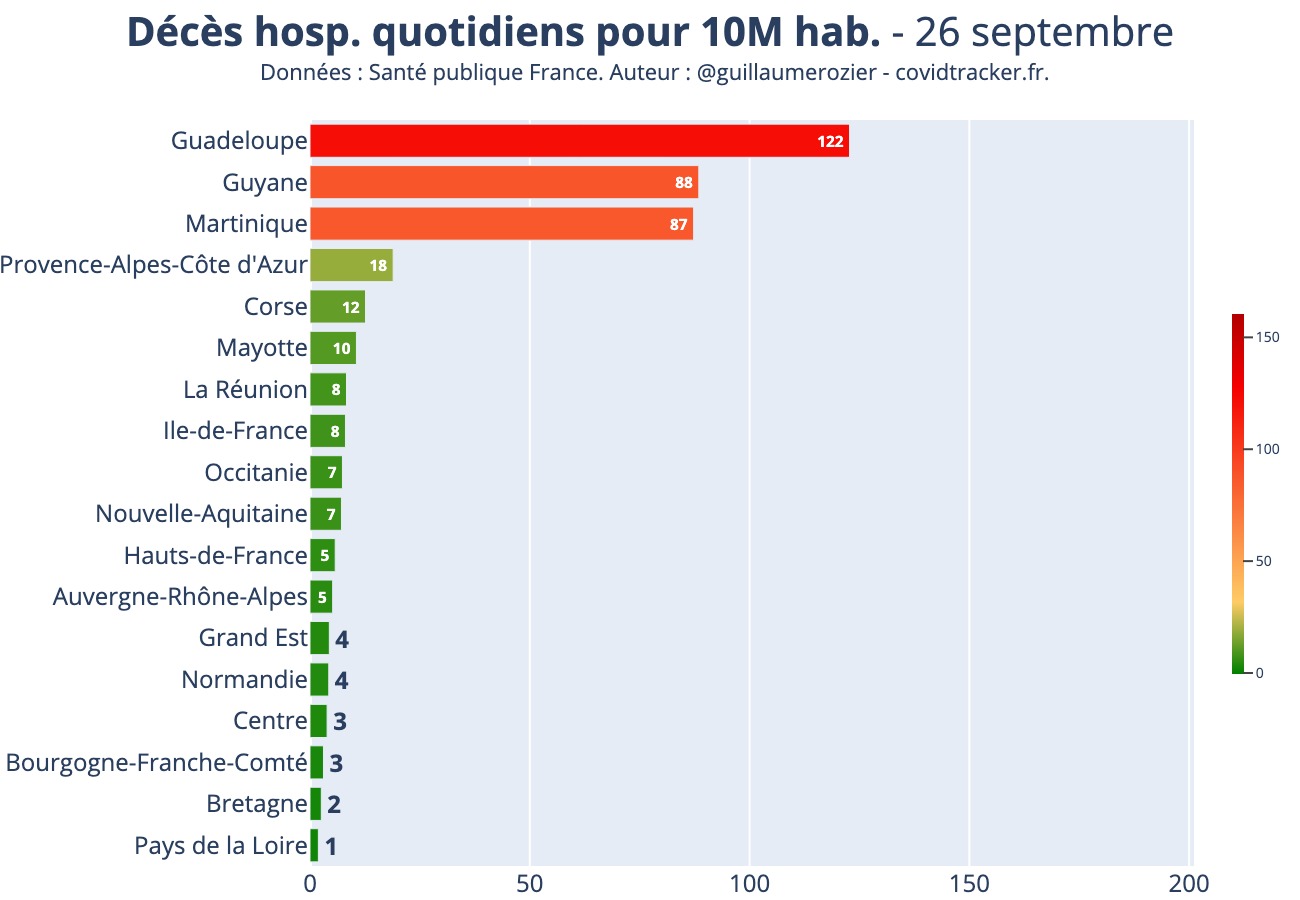 Décès hosp. quotidiens pour 10M hab. - 26 septembre
Données : Santé publique France. Auteur : @guillaumerozier - covidtracker.fr.
Guadeloupe 122
Guyane 88
Martinique 87
Provence-Alpes-Côte d'Azur 18
Corse 12
Mayotte 10
La Réunion 8
Ile-de-France 8
Occitanie 7
Nouvelle-Aquitaine 7
Hauts-de-France 5
Auvergne-Rhône-Alpes 5
Grand Est 4
Normandie 4
Centre 3
Bourgogne-Franche-Comté 3
Bretagne 2
Pays de la Loire 1
0 50 100 150 200
150
100
50
0